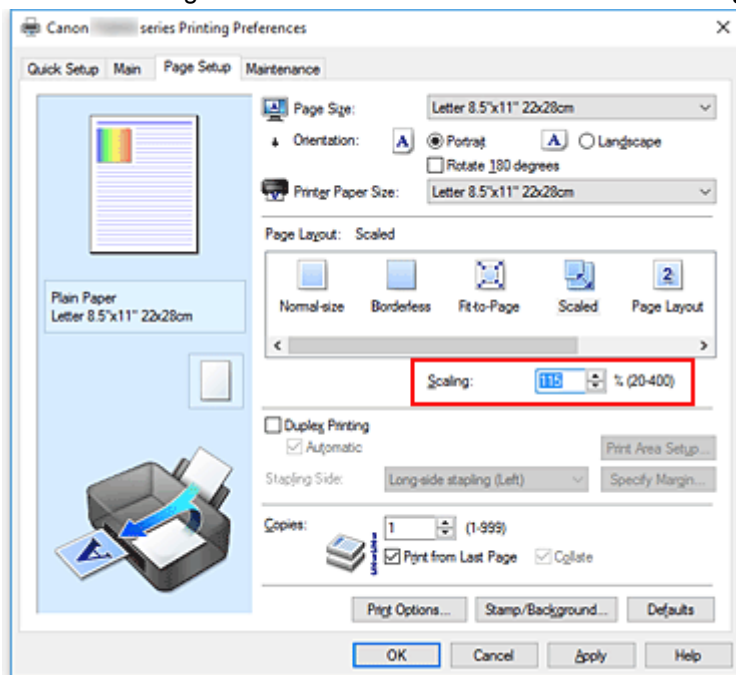 Canon series Printing Preferences
Quick Setup Main Page Setup Maintenance
Page Size: Letter 8.5"x11" 22x28cm
Orientation: A Portrait A Landscape
Rotate 180 degrees
Printer Paper Size: Letter 8.5"x11" 22x28cm
Page Layout: Scaled
Normal-size Borderless Fit-to-Page Scaled 2 Page Layout
Plain Paper
Letter 8.5"x11" 22x28cm
Scaling: 115 % (20-400)
Duplex Printing
Automatic
Print Area Setup...
Stapling Side: Long-side stapling (Left) Specify Margin...
Copies: 1 (1-999)
Print from Last Page Collate
Print Options... Stamp/Background... Defaults
OK Cancel Apply Help